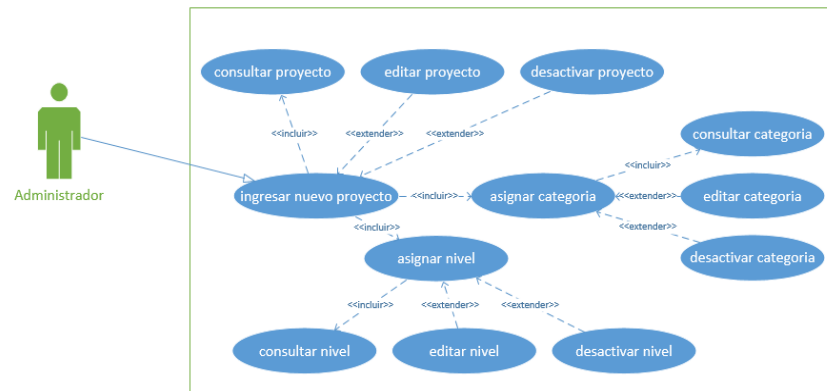 consultar proyecto
editar proyecto
desactivar proyecto
<<incluir>>
<<extender>>
<<extender>>
consultar categoria
<<incluir>>
Administrador
ingresar nuevo proyecto
<<incluir>>
asignar categoria
<<extender>>
editar categoria
<<incluir>>
<<extender>>
asignar nivel
desactivar categoria
<<incluir>>
<<extender>>
<<extender>>
consultar nivel
editar nivel
desactivar nivel